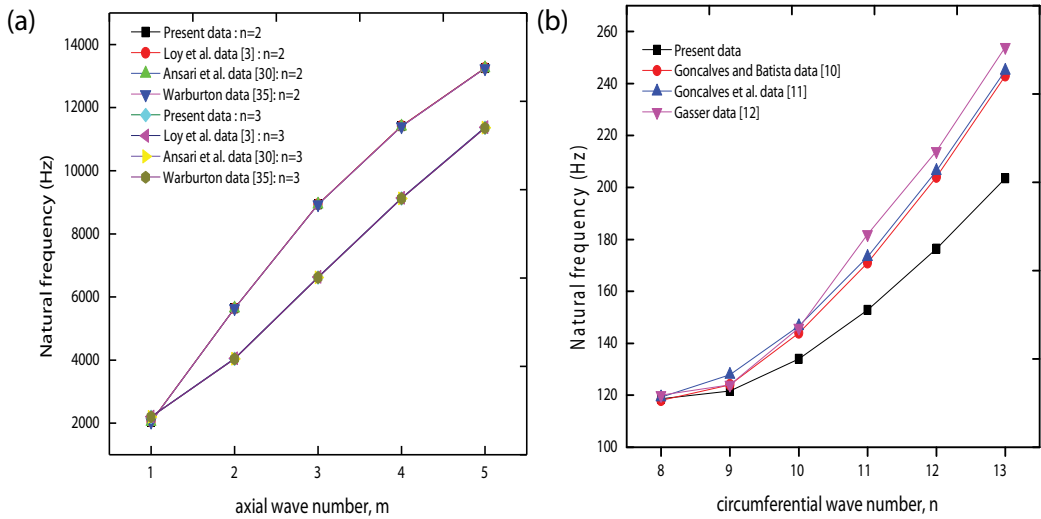 (a)
Present data : n=2
Loy et al. data [3] : n=2
Ansari et al. data [30]: n=2
Warburton data [35]: n=2
Present data: n=3
Loy et al. data [3] : n=3
Ansari et al. data [30]: n=3
Warburton data [35]: n=3
14000
12000
10000
8000
6000
4000
2000
Natural frequency (Hz)
1 2 3 4 5
axial wave number, m
(b)
Present data
Goncalves and Batista data [10]
Goncalves et al. data [11]
Gasser data [12]
260
240
220
200
180
160
140
120
100
Natural frequency (Hz)
8 9 10 11 12 13
circumferential wave number, n